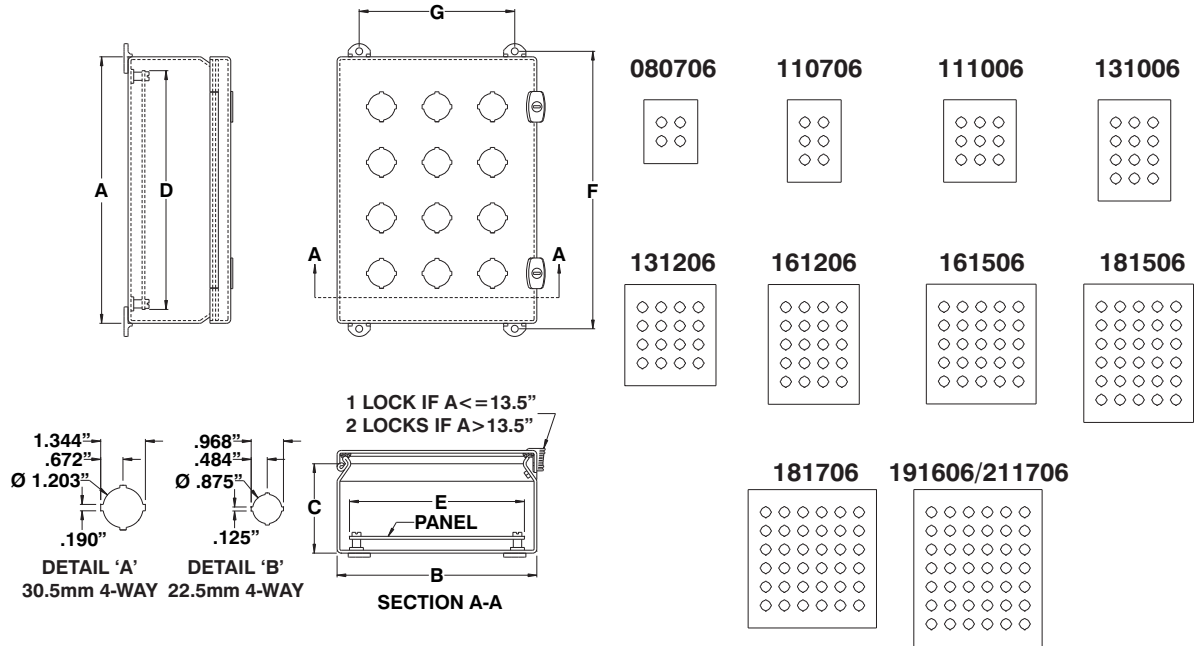 G
A
D
F
A
A
080706
110706
111006
131006
131206
161206
161506
181506
181706
191606/211706
1.344”
.672”
Ø 1.203”
.190”
DETAIL ‘A’
30.5mm 4-WAY
.968”
.484”
Ø .875”
.125”
DETAIL ‘B’
22.5mm 4-WAY
1 LOCK IF A<=13.5”
2 LOCKS IF A>13.5”
C
E
PANEL
B
SECTION A-A